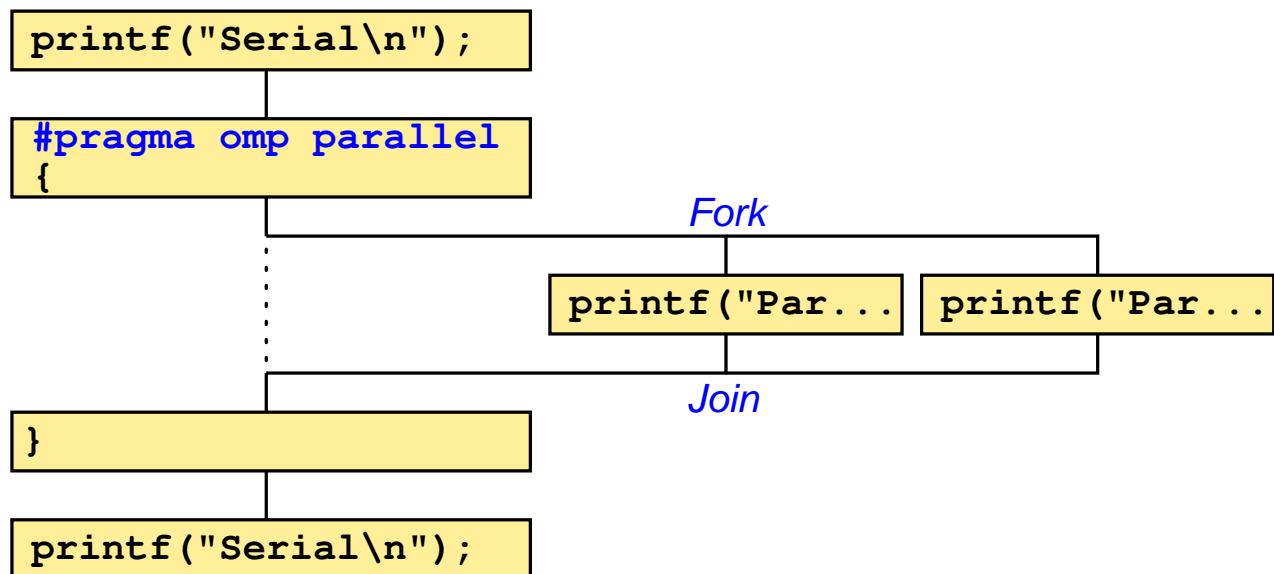 printf("Serial\n");
#pragma omp parallel
{
Fork
printf("Par...
printf("Par...
Join
}
printf("Serial\n");